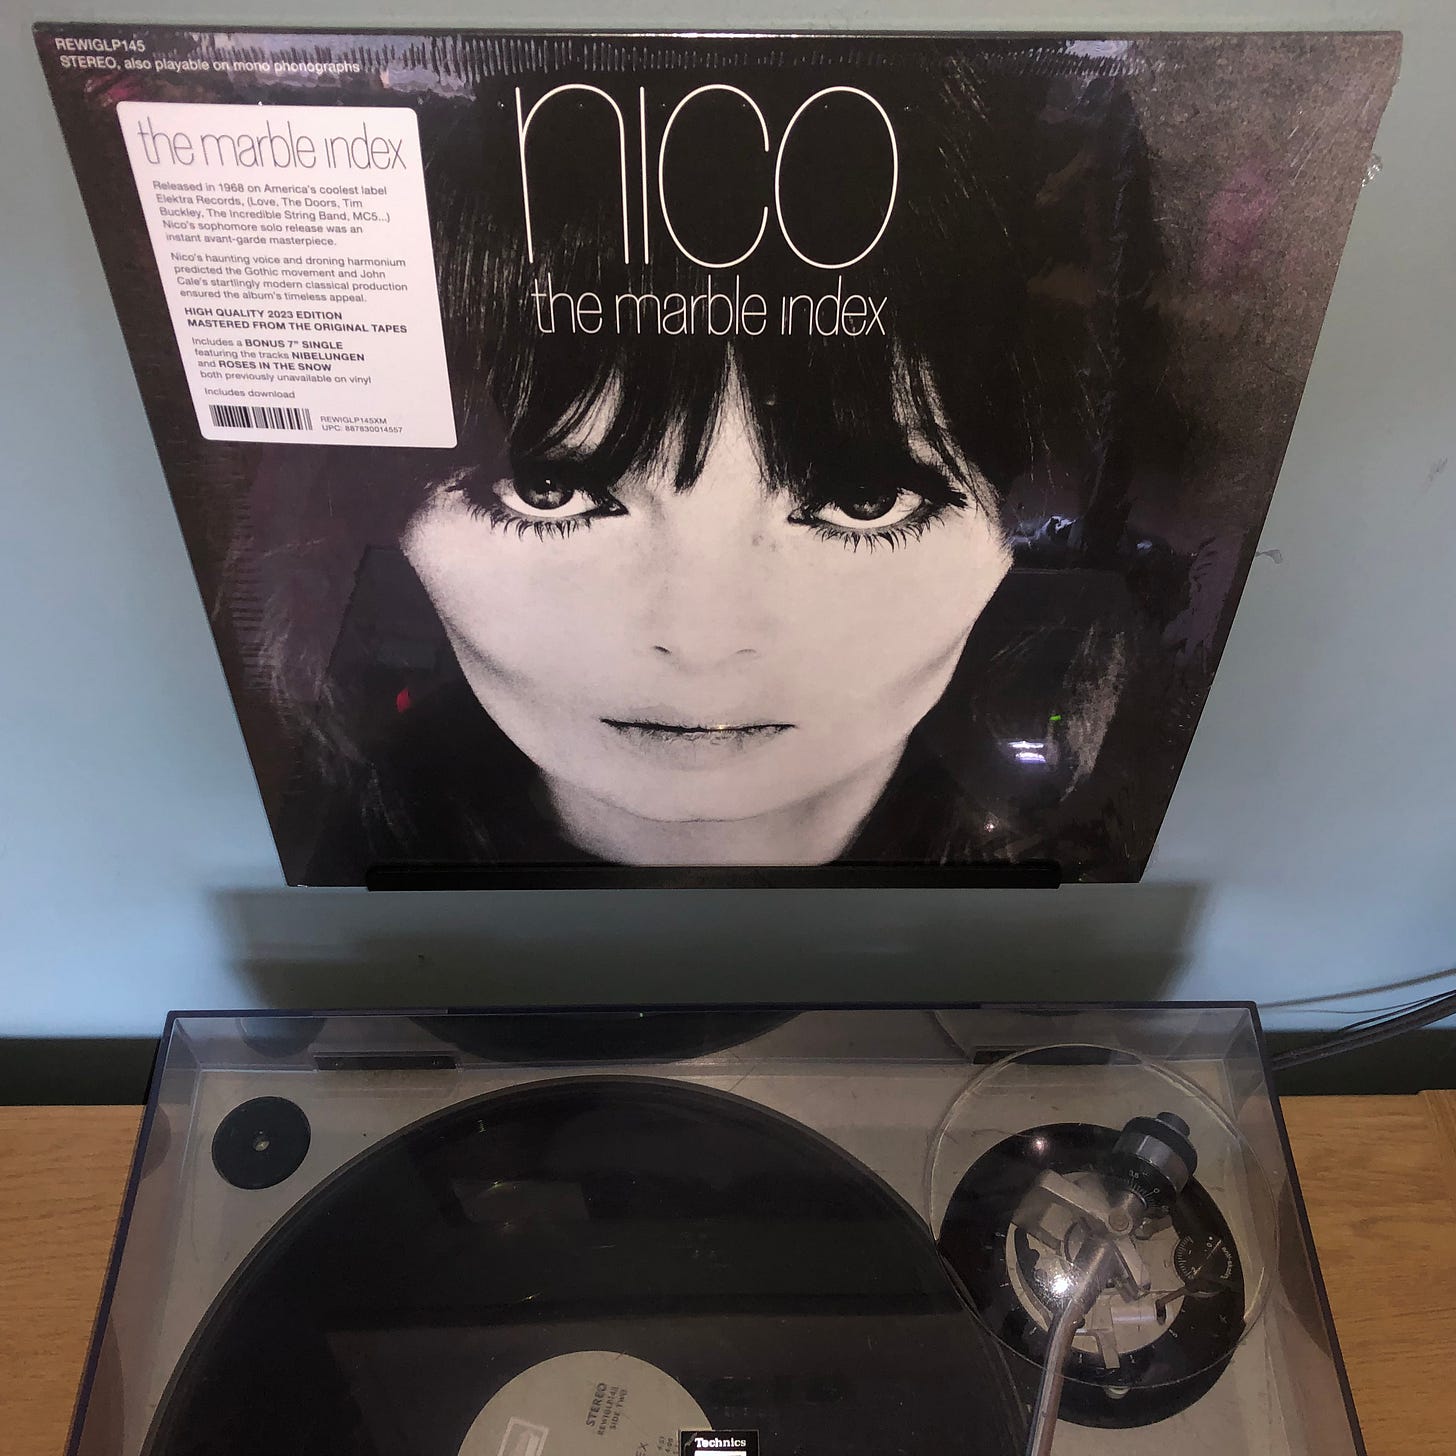 REWIGLP145
STEREO, also playable on mono phonographs
nico
the marble index
the marble index
Released in 1968 on America's coolest label
Elektra Records, (Love, The Doors, Tim
Buckley, The Incredible String Band, MC5...)
Nico's sophomore solo release was an
instant avant-garde masterpiece.
Nico's haunting voice and droning harmonium
predicted the Gothic movement and John
Cale's startlingly modern classical production
ensured the album's timeless appeal.
HIGH QUALITY 2023 EDITION
MASTERED FROM THE ORIGINAL TAPES
Includes a BONUS 7" SINGLE
featuring the tracks NIBELUNGEN
and ROSES IN THE SNOW
both previously unavailable on vinyl
Includes download
REWIGLP145XM
UPC: 887830014557
STEREO
REWIGLP145
SIDE TWO
Technics